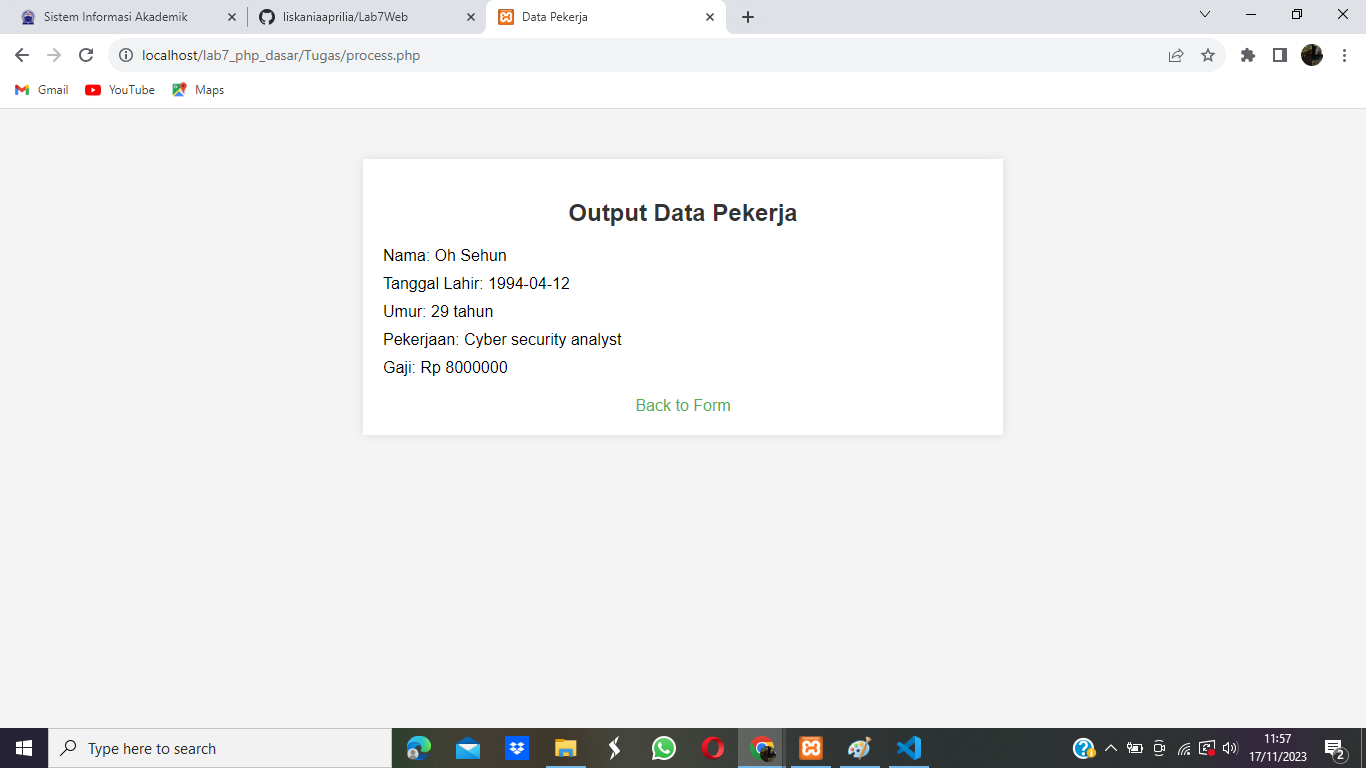 Sistem Informasi Akademik
liskaniaaprilia/Lab7Web
Data Pekerja
localhost/lab7_php_dasar/Tugas/process.php
Gmail
YouTube
Maps
Output Data Pekerja
Nama: Oh Sehun
Tanggal Lahir: 1994-04-12
Umur: 29 tahun
Pekerjaan: Cyber security analyst
Gaji: Rp 8000000
Back to Form
Type here to search
11:57
17/11/2023
2